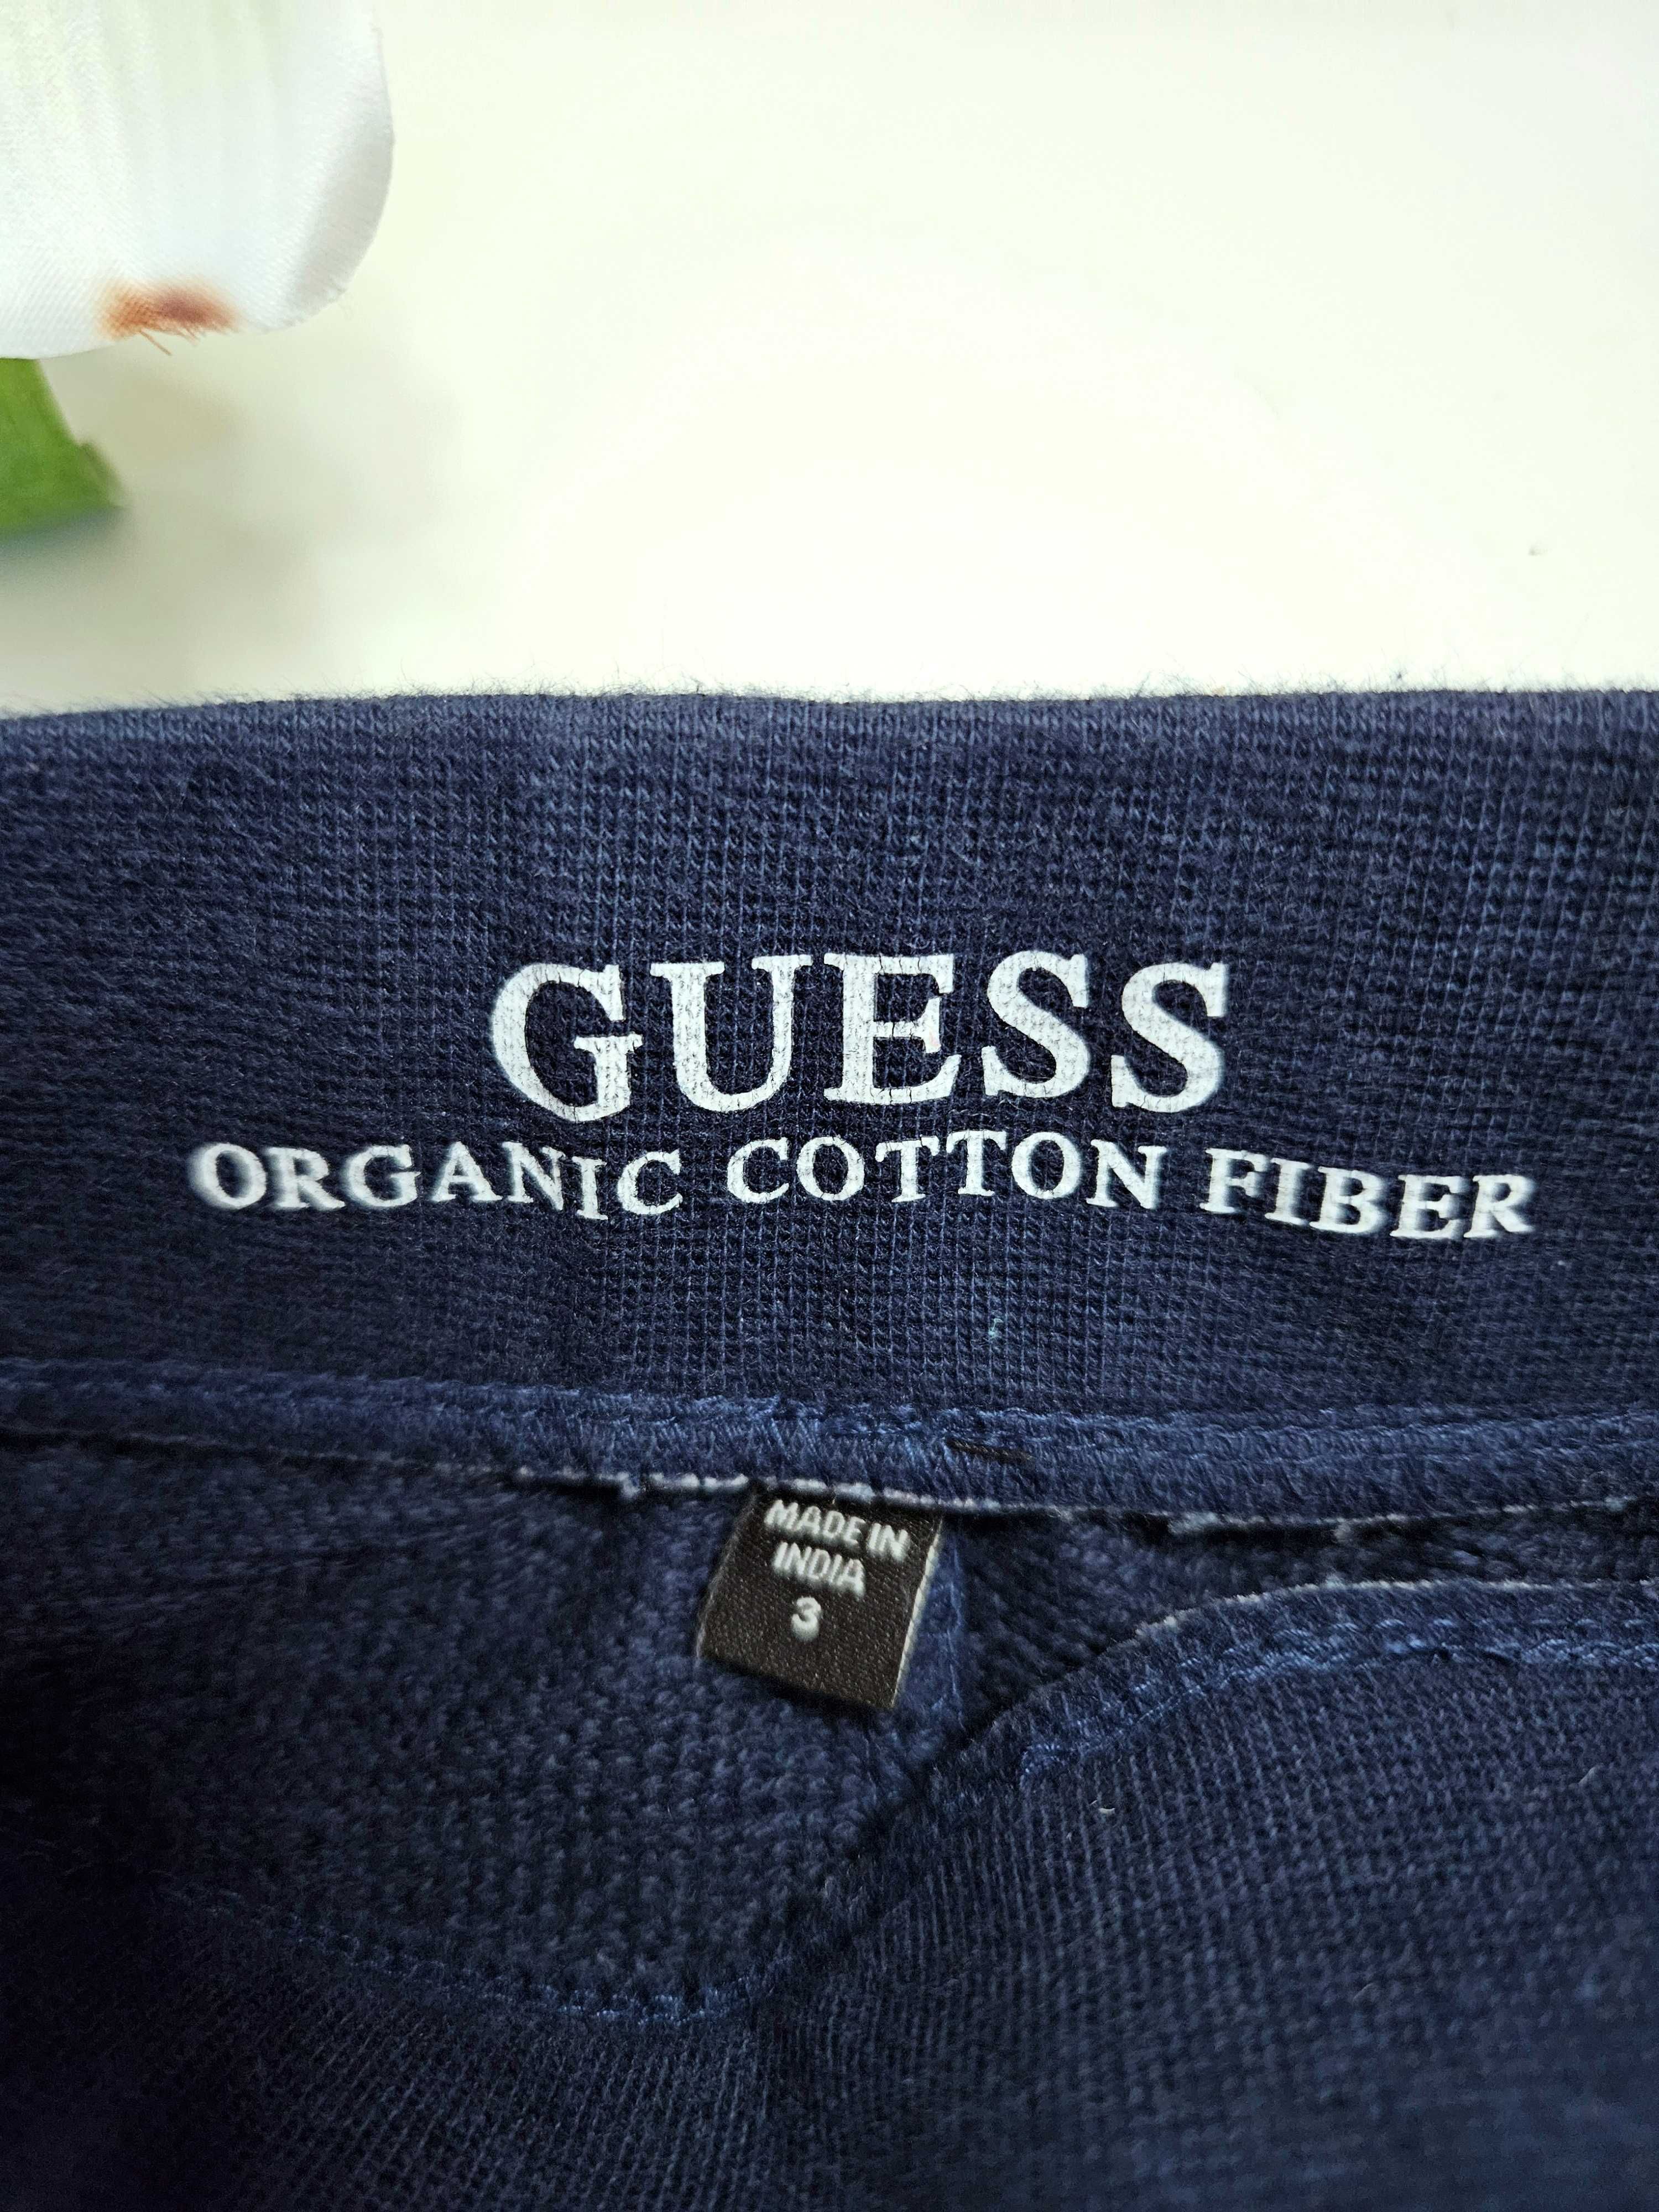 GUESS
ORGANIC COTTON FIBER
MADE IN
INDIA
3